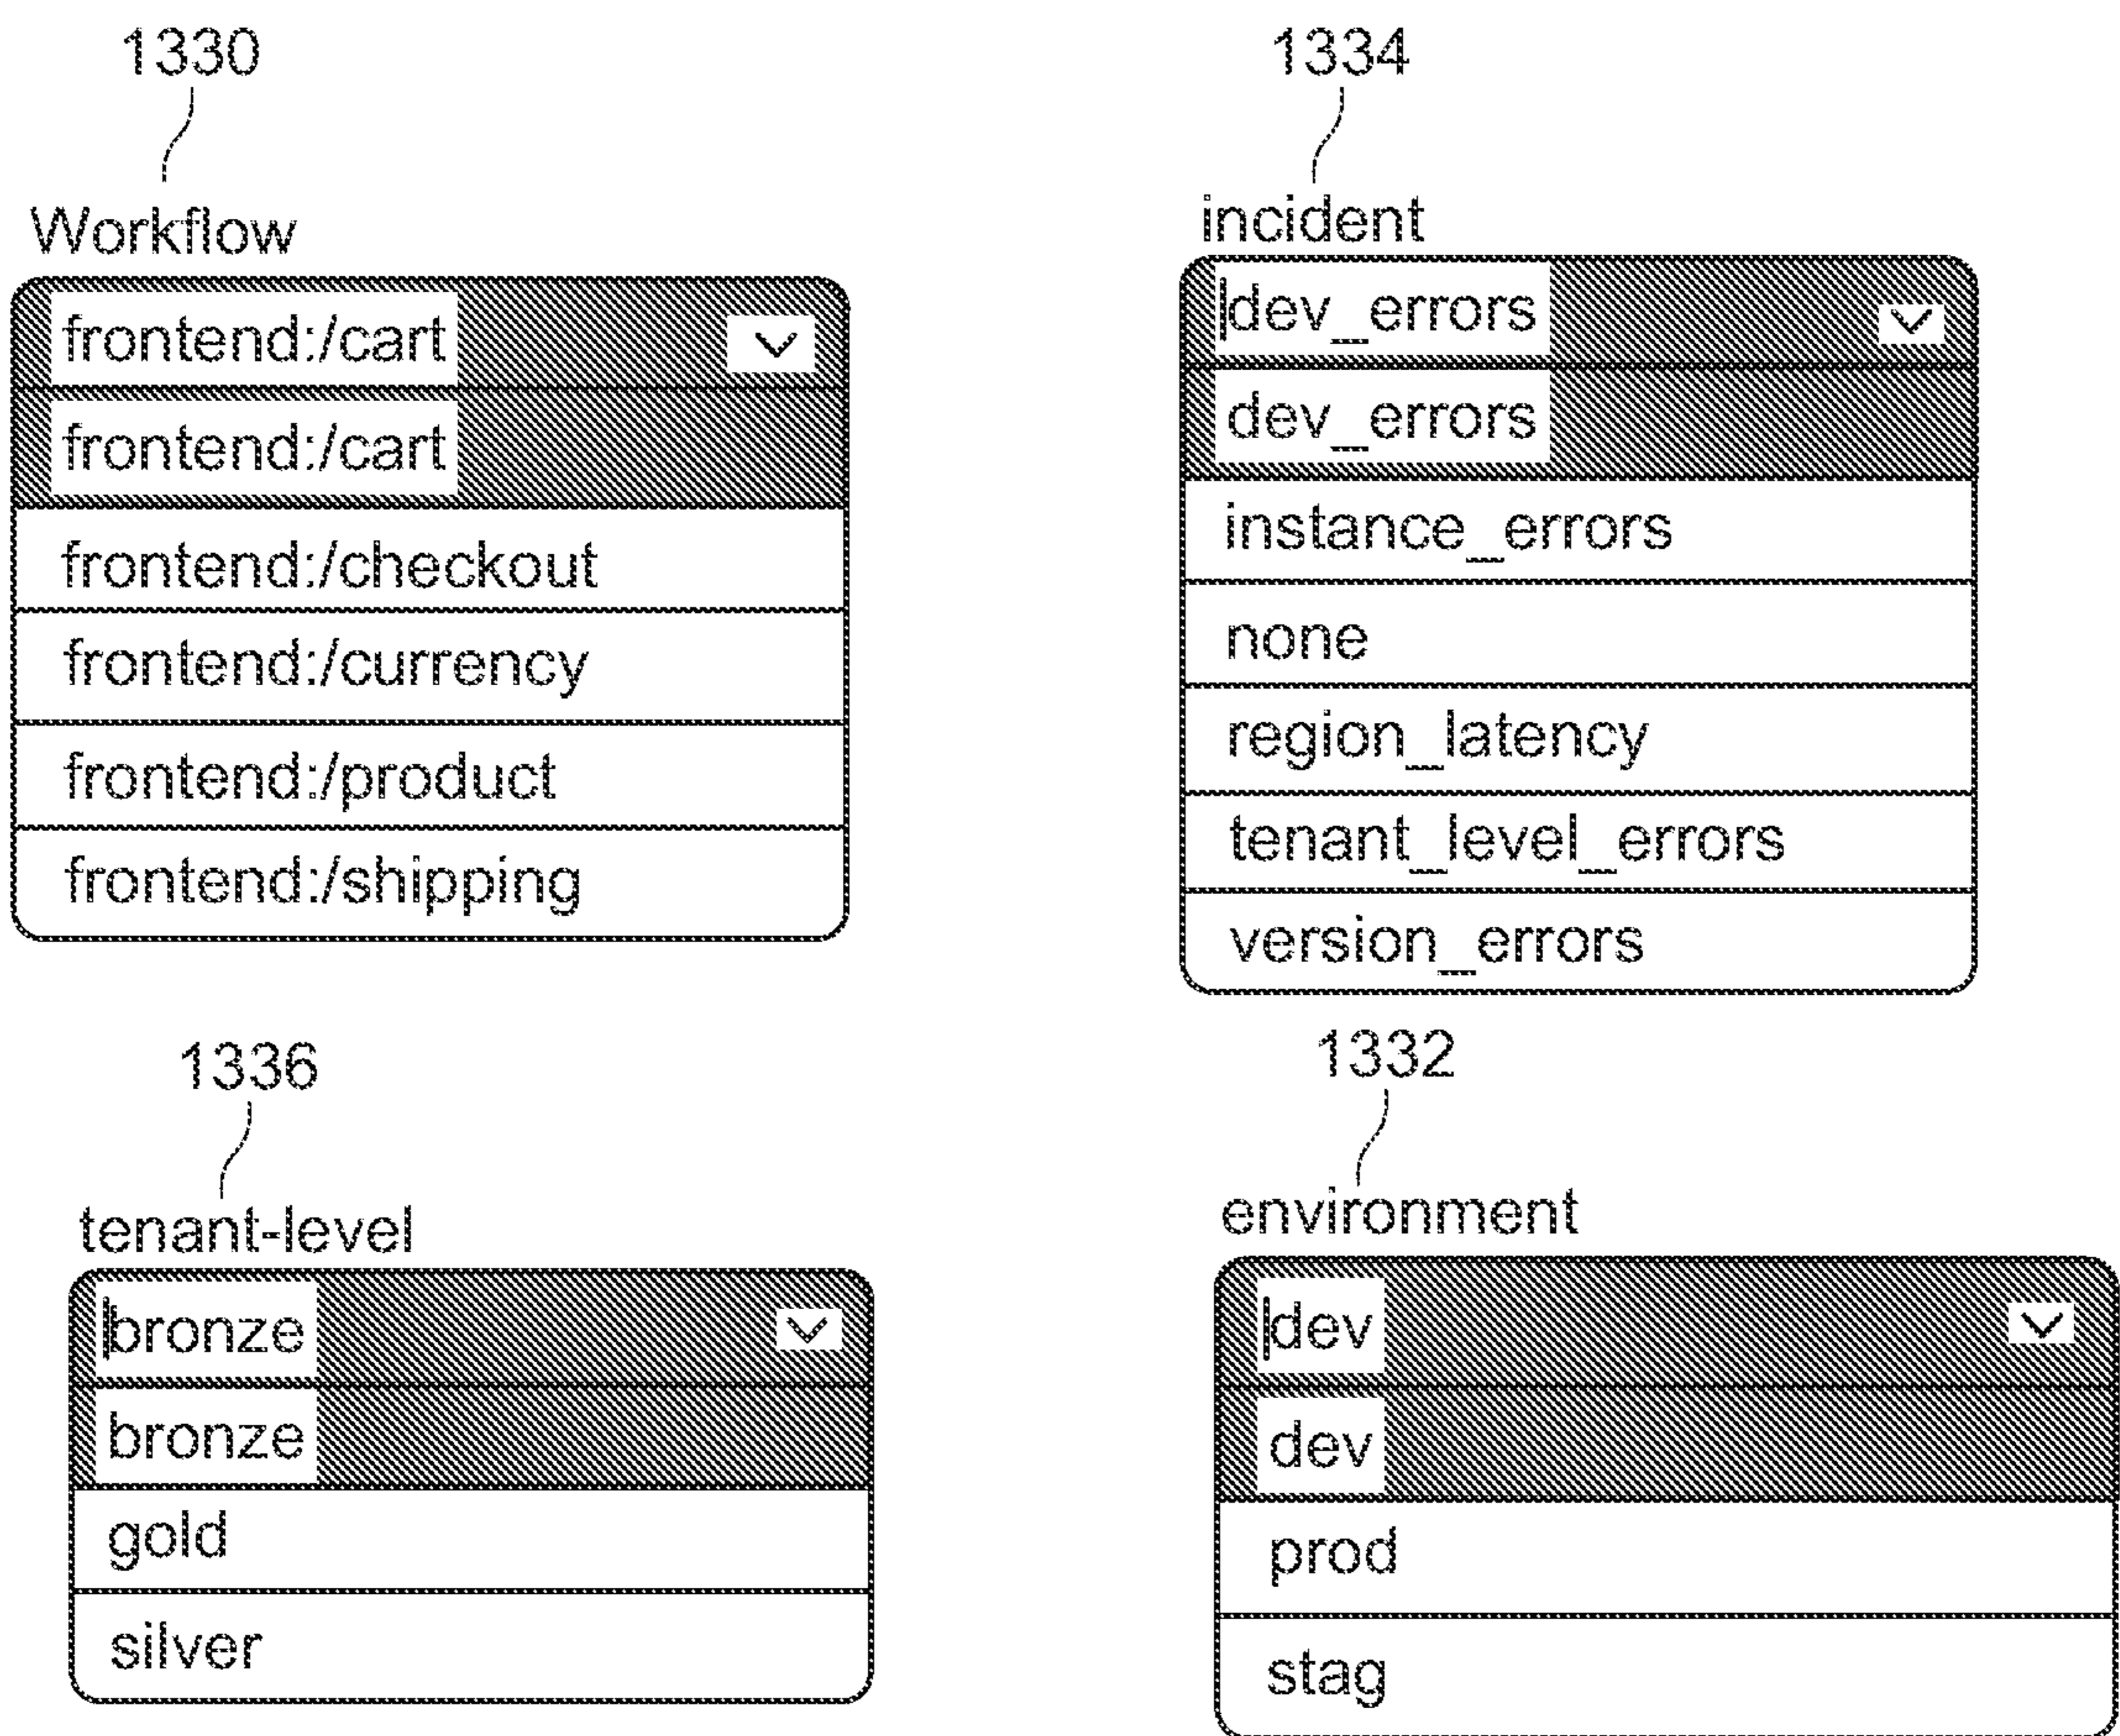 1330
Workflow
frontend:/cart
frontend:/cart
frontend:/checkout
frontend:/currency
frontend:/product
frontend:/shipping
1334
incident
dev_errors
dev_errors
instance_errors
none
region_latency
tenant_level_errors
version_errors
1336
tenant-level
bronze
bronze
gold
silver
1332
environment
dev
dev
prod
stag